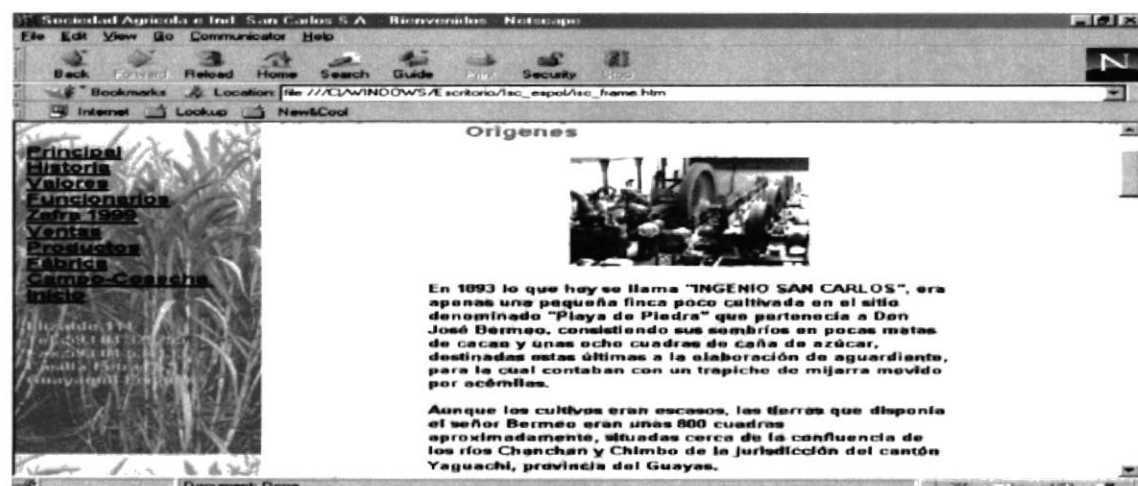 Sociedad Agricola e Ind. San Carlos S.A. - Bienvenidos - Netscape
File Edit View Go Communicator Help
Back Forward Reload Home Search Guide Print Security Stop
N
Bookmarks Location: file:///C|/WINDOWS/Escritorio/isc_espol/isc_frame.htm
Internet Lookup New&Cool
Origenes
Principal
Historia
Valores
Funcionarios
Zafra 1999
Ventas
Productos
Fábrica
Campo-Cosecha
Inicio
Elizalde 114
En 1893 lo que hoy se llama "INGENIO SAN CARLOS", era
apenas una pequeña finca poco cultivada en el sitio
denominado "Playa de Piedra" que pertenecía a Don
José Bermeo, consistiendo sus sembríos en pocas matas
de cacao y unas ocho cuadras de caña de azúcar,
destinadas estas últimas a la elaboración de aguardiente,
para la cual contaban con un trapiche de mijarra movido
por acémilas.
Aunque los cultivos eran escasos, las tierras que disponía
el señor Bermeo eran unas 800 cuadras
aproximadamente, situadas cerca de la confluencia de
los ríos Chanchan y Chimbo de la jurisdicción del cantón
Yaguachi, provincia del Guayas.
Document: Done